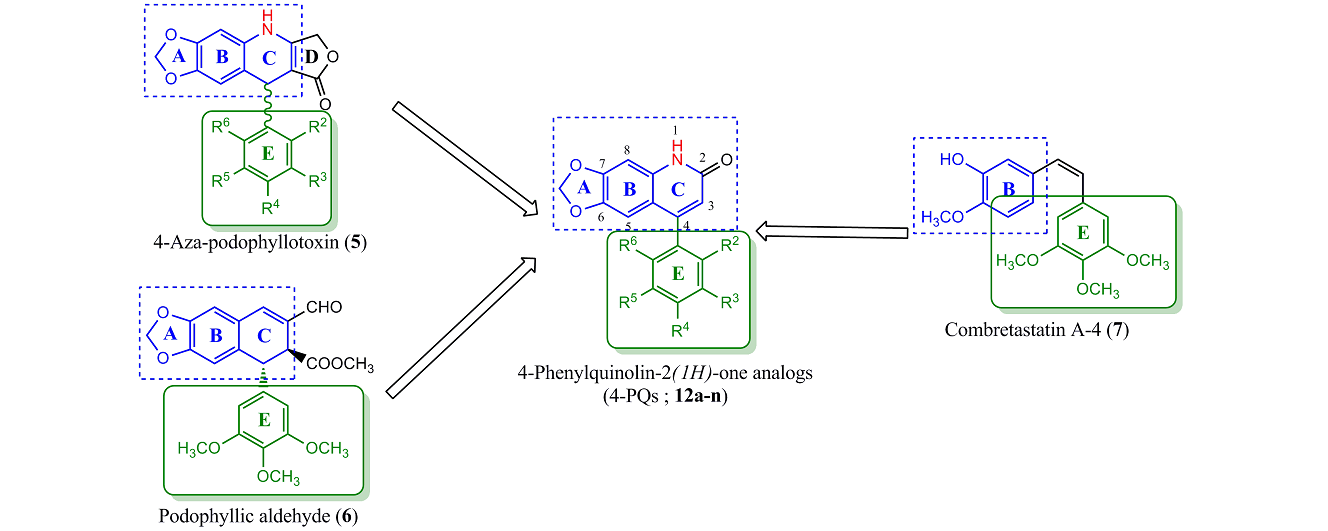 H
N
O
O
A
B
C
D
O
O
R6
R2
E
R5
R3
R4
4-Aza-podophyllotoxin (5)
O
O
A
B
C
CHO
COOCH3
E
H3CO
OCH3
OCH3
Podophyllic aldehyde (6)
1
H
N
8
2
O
7
O
A
B
C
O
6
5
4
3
R6
R2
E
R5
R3
R4
4-Phenylquinolin-2(1H)-one analogs
(4-PQs ; 12a-n)
HO
B
H3CO
E
H3CO
OCH3
OCH3
Combretastatin A-4 (7)